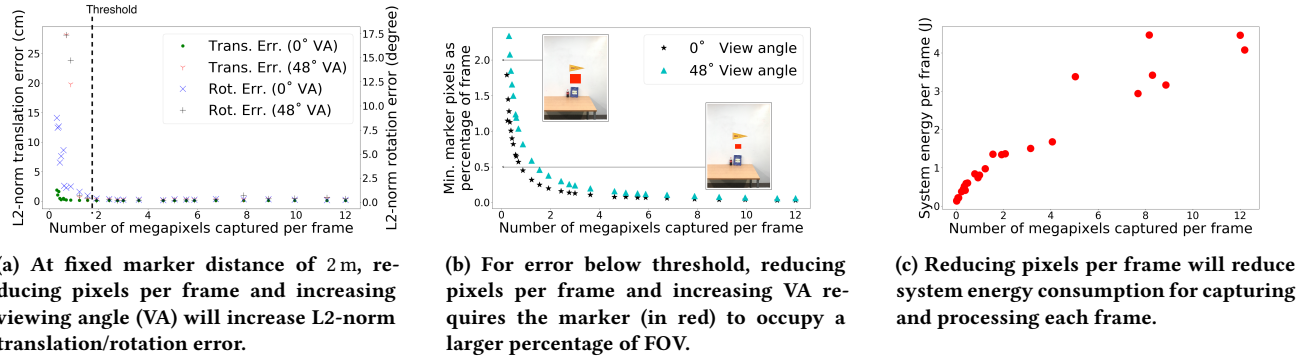 Threshold
L2-norm translation error (cm)
25
20
15
10
5
0
Trans. Err. (0° VA)
Trans. Err. (48° VA)
Rot. Err. (0° VA)
Rot. Err. (48° VA)
17.5
15.0
12.5
10.0
7.5
5.0
2.5
0.0
L2-norm rotation error (degree)
0 2 4 6 8 10 12
Number of megapixels captured per frame
(a) At fixed marker distance of 2 m, re-
ducing pixels per frame and increasing
viewing angle (VA) will increase L2-norm
translation/rotation error.
Min. marker pixels as
percentage of frame
2.0
1.5
1.0
0.5
0.0
0° View angle
48° View angle
0 2 4 6 8 10 12
Number of megapixels captured per frame
(b) For error below threshold, reducing
pixels per frame and increasing VA re-
quires the marker (in red) to occupy a
larger percentage of FOV.
System energy per frame (J)
4
3
2
1
0
0 2 4 6 8 10 12
Number of megapixels captured per frame
(c) Reducing pixels per frame will reduce
system energy consumption for capturing
and processing each frame.